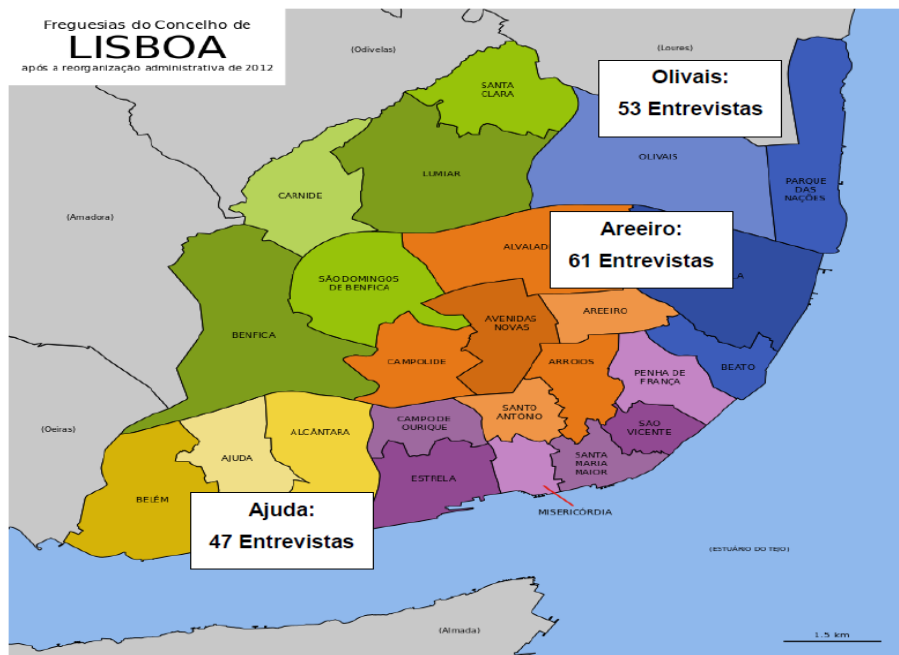 Freguesias do Concelho de
LISBOA
após a reorganização administrativa de 2012
(Odivelas)
(Loures)
Olivais:
53 Entrevistas
SANTA
CLARA
OLIVAIS
LUMIAR
PARQUE
DAS
NAÇÕES
CARNIDE
(Amadora)
Areeiro:
61 Entrevistas
ALVALAD
LA
SÃO DOMINGOS
DE BENFICA
AREEIRO
AVENIDAS
NOVAS
BENFICA
CAMPOLIDE
ARROIOS
PENHA DE
FRANÇA
BEATO
SANTO
ANTÓNIO
CAMPO DE
OURIQUE
SÃO
VICENTE
(Oeiras)
ALCÂNTARA
AJUDA
SANTA
MARIA
MAIOR
ESTRELA
BELÉM
MISERICÓRDIA
Ajuda:
47 Entrevistas
(ESTUÁRIO DO TEJO)
(Almada)
1.5 km